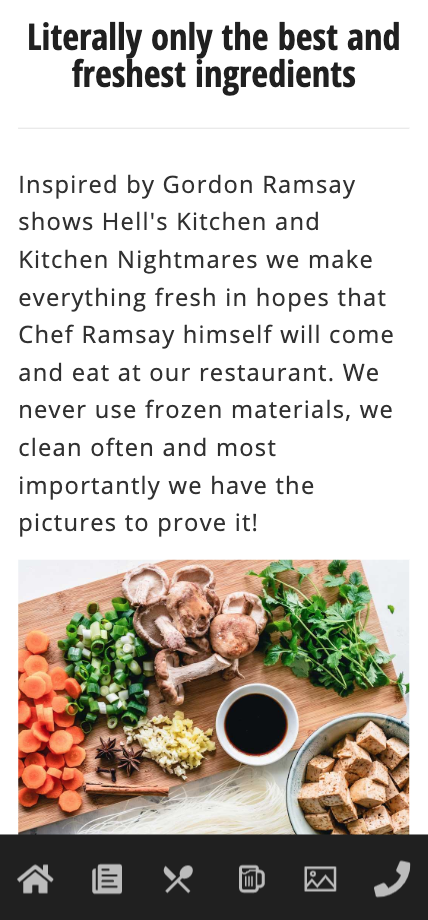 Literally only the best and
freshest ingredients
Inspired by Gordon Ramsay
shows Hell's Kitchen and
Kitchen Nightmares we make
everything fresh in hopes that
Chef Ramsay himself will come
and eat at our restaurant. We
never use frozen materials, we
clean often and most
importantly we have the
pictures to prove it!